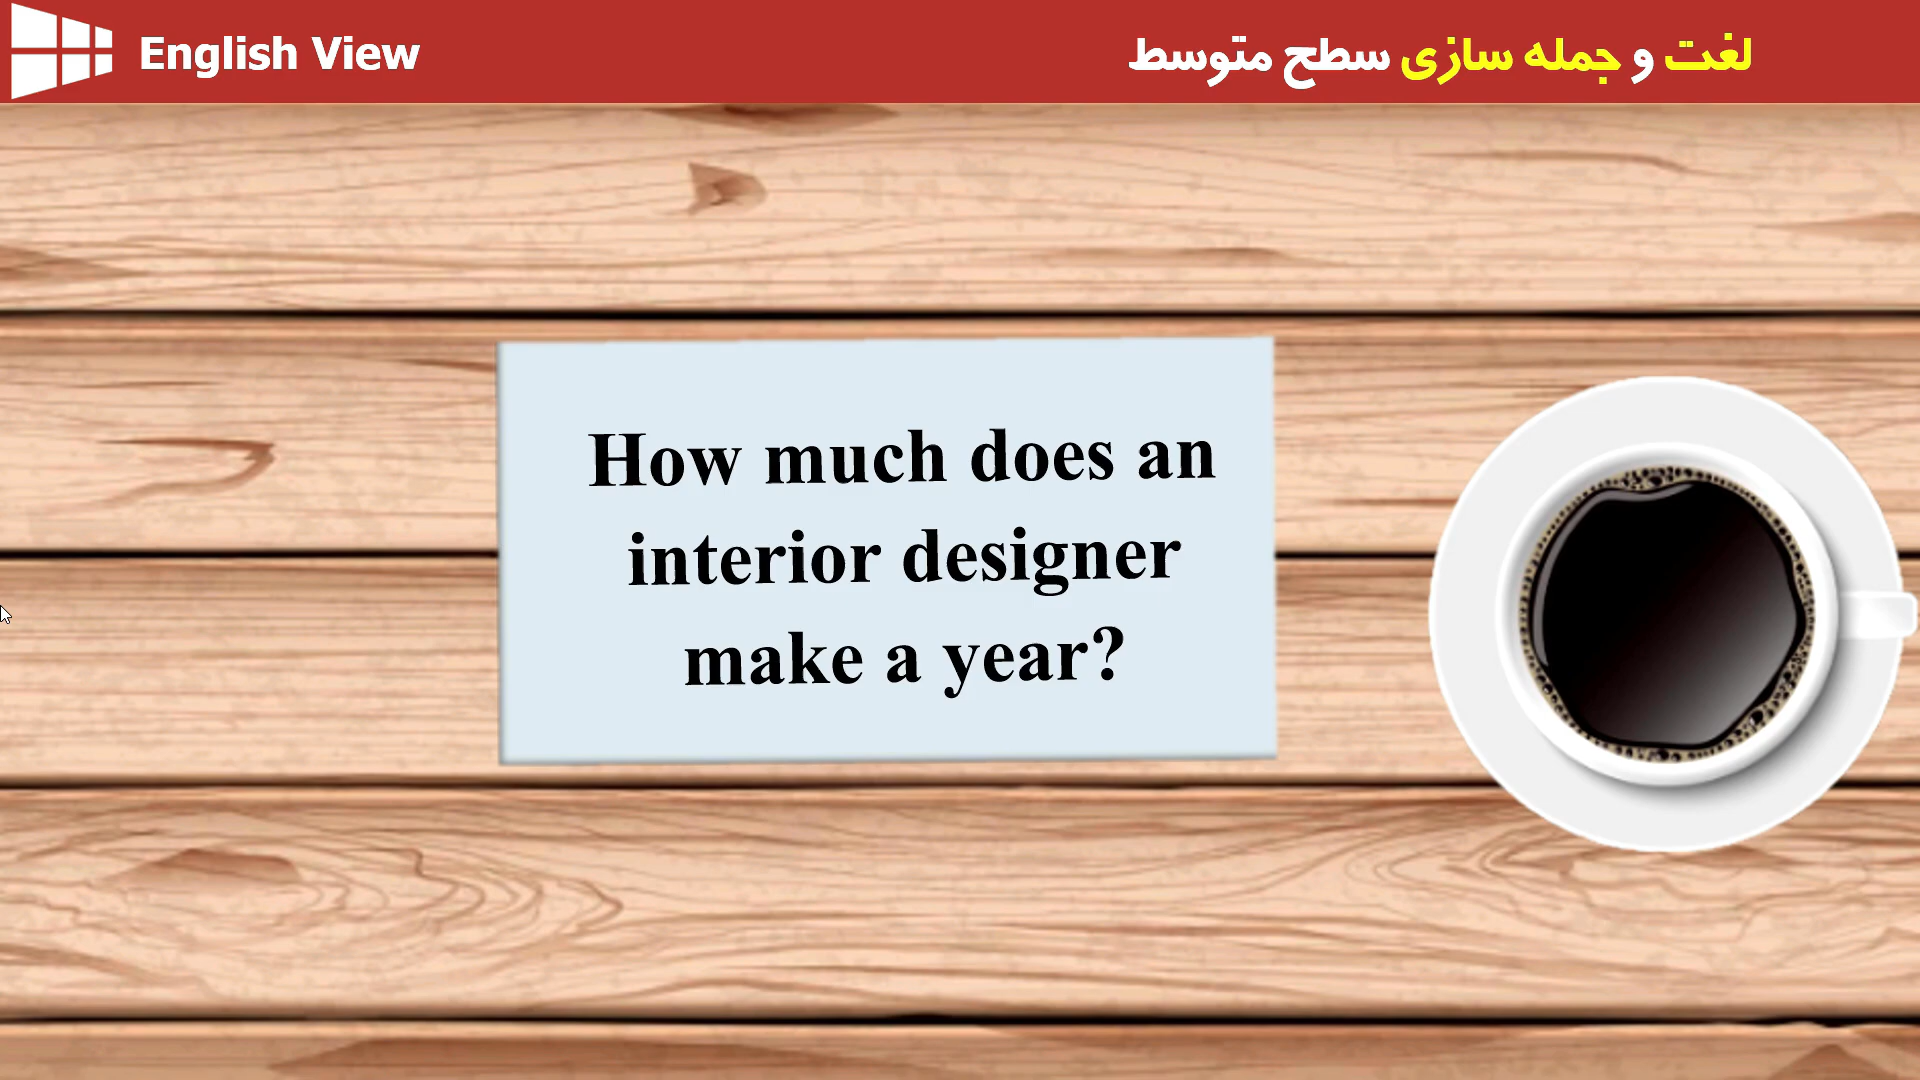 English View
لغت و جمله سازی سطح متوسط
How much does an
interior designer
make a year?